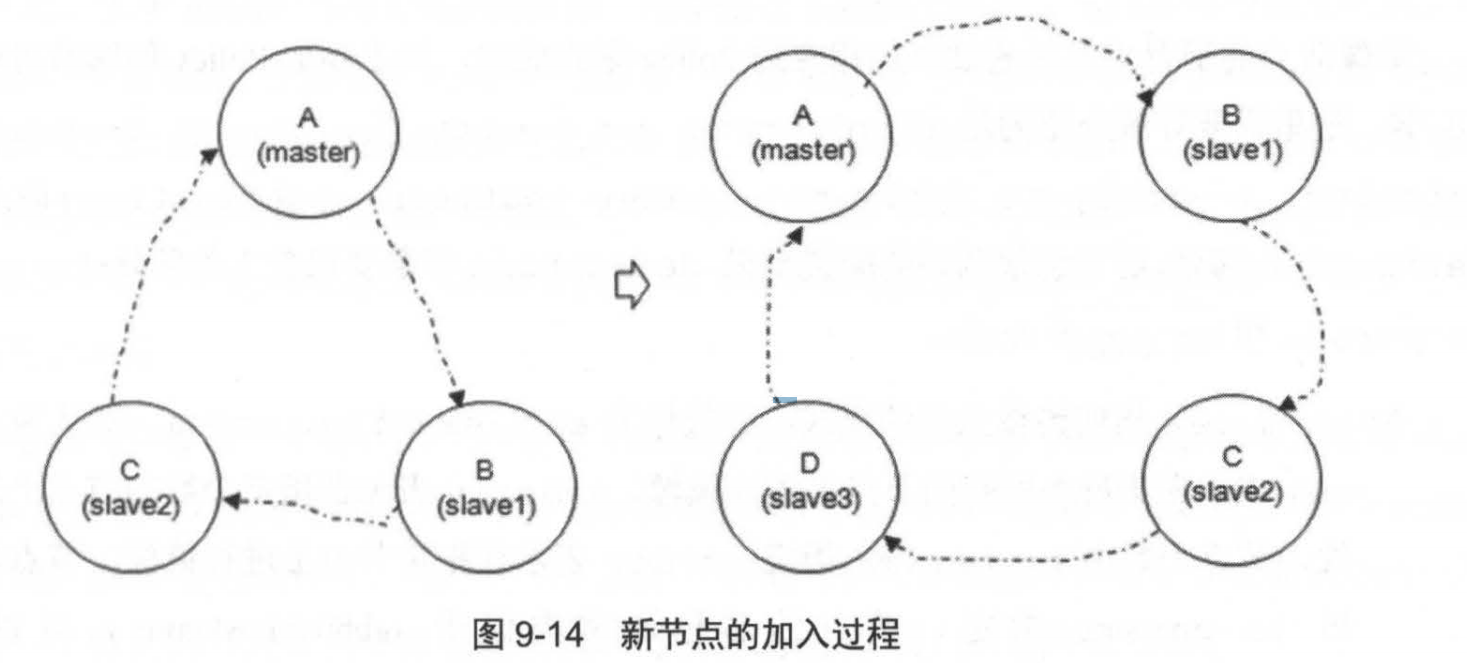 A
(master)
C
(slave2)
B
(slave1)
A
(master)
B
(slave1)
D
(slave3)
C
(slave2)
图 9-14 新节点的加入过程